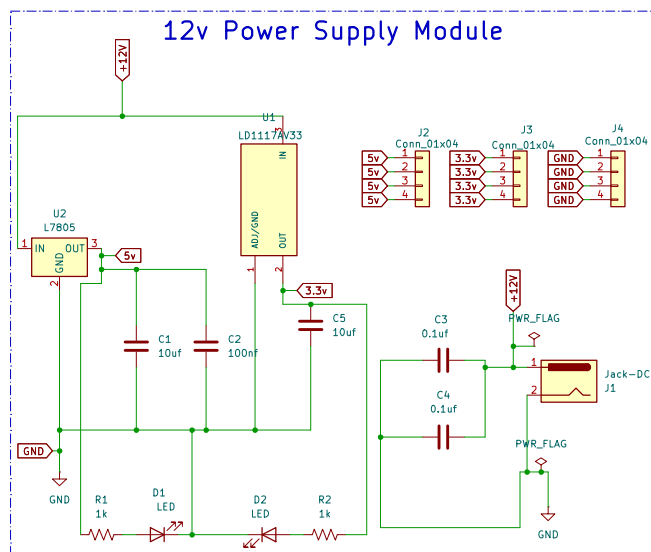 12v Power Supply Module
+12V
U1
LD1117AV33
3
IN
ADJ/GND
OUT
1
2
J2
Conn_01x04
5v 1
5v 2
5v 3
5v 4
J3
Conn_01x04
3.3v 1
3.3v 2
3.3v 3
3.3v 4
J4
Conn_01x04
GND 1
GND 2
GND 3
GND 4
U2
L7805
1 IN OUT 3
GND
2
5v
3.3v
C1
10uf
C2
100nf
C5
10uf
+12V
PWR_FLAG
C3
0.1uf
C4
0.1uf
1
2
Jack-DC
J1
PWR_FLAG
GND
GND
GND
R1
1k
D1
LED
D2
LED
R2
1k